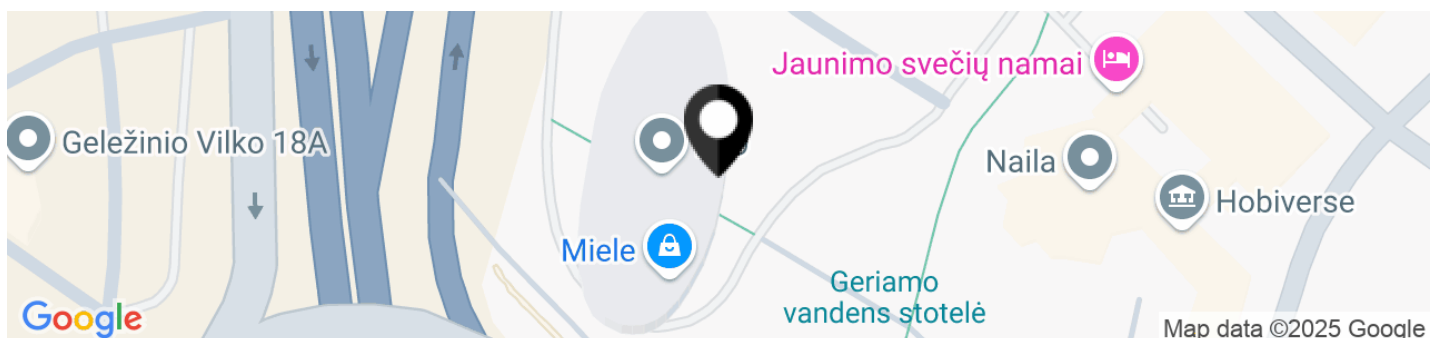 Jaunimo svečių namai
Geležinio Vilko 18A
Naila
Hobiverse
Miele
Geriamo
vandens stotelė
Google
Map data ©2025 Google